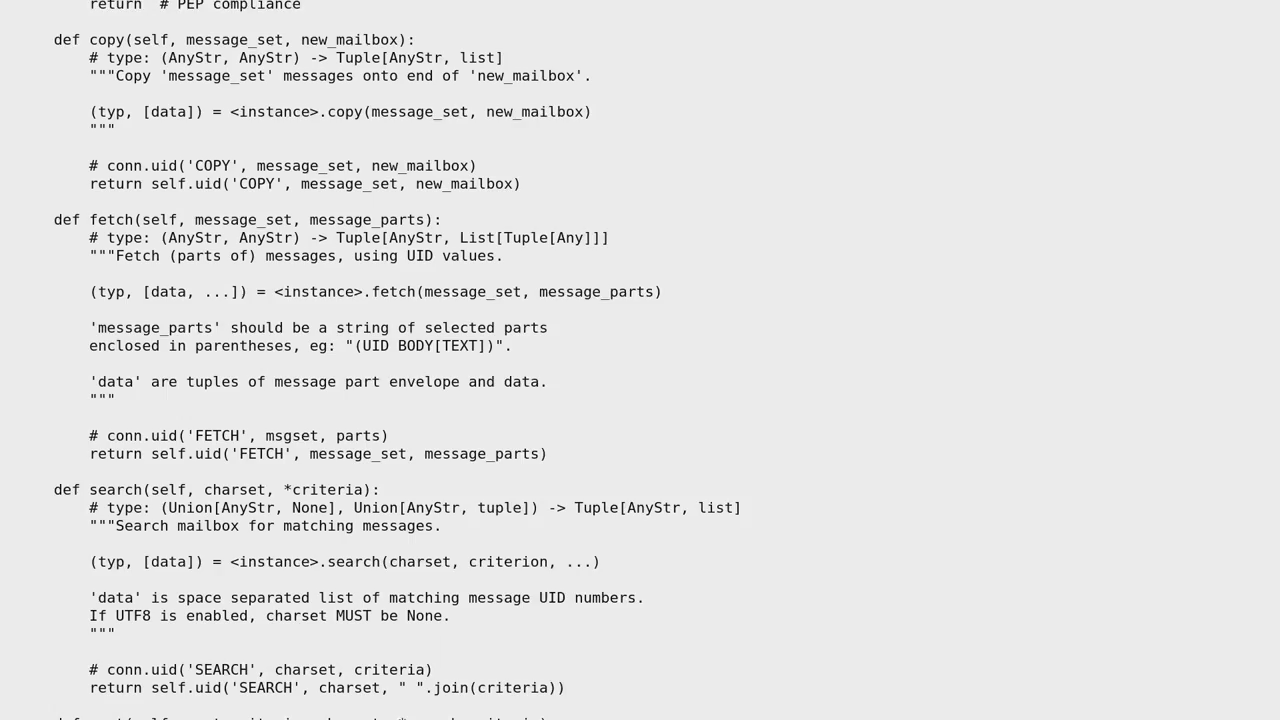 return  # PEP compliance

    def copy(self, message_set, new_mailbox):
        # type: (AnyStr, AnyStr) -> Tuple[AnyStr, list]
        """Copy 'message_set' messages onto end of 'new_mailbox'.

        (typ, [data]) = <instance>.copy(message_set, new_mailbox)
        """

        # conn.uid('COPY', message_set, new_mailbox)
        return self.uid('COPY', message_set, new_mailbox)

    def fetch(self, message_set, message_parts):
        # type: (AnyStr, AnyStr) -> Tuple[AnyStr, List[Tuple[Any]]]
        """Fetch (parts of) messages, using UID values.

        (typ, [data, ...]) = <instance>.fetch(message_set, message_parts)

        'message_parts' should be a string of selected parts
        enclosed in parentheses, eg: "(UID BODY[TEXT])".

        'data' are tuples of message part envelope and data.
        """

        # conn.uid('FETCH', msgset, parts)
        return self.uid('FETCH', message_set, message_parts)

    def search(self, charset, *criteria):
        # type: (Union[AnyStr, None], Union[AnyStr, tuple]) -> Tuple[AnyStr, list]
        """Search mailbox for matching messages.

        (typ, [data]) = <instance>.search(charset, criterion, ...)

        'data' is space separated list of matching message UID numbers.
        If UTF8 is enabled, charset MUST be None.
        """

        # conn.uid('SEARCH', charset, criteria)
        return self.uid('SEARCH', charset, " ".join(criteria))